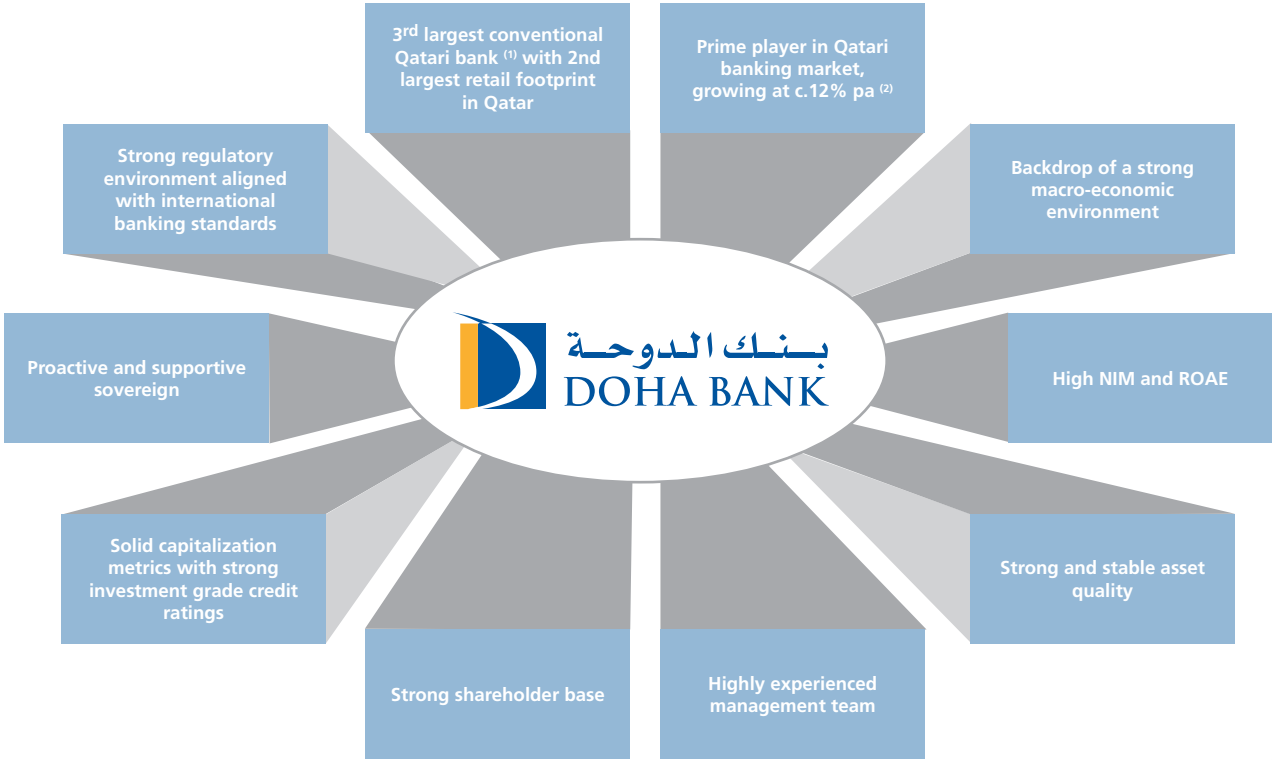 3rd largest conventional
Qatari bank (1) with 2nd
largest retail footprint
in Qatar
Prime player in Qatari
banking market,
growing at c.12% pa (2)
Strong regulatory
environment aligned
with international
banking standards
Backdrop of a strong
macro-economic
environment
Proactive and supportive
sovereign
بنك الدوحة
DOHA BANK
High NIM and ROAE
Solid capitalization
metrics with strong
investment grade credit
ratings
Strong and stable asset
quality
Strong shareholder base
Highly experienced
management team